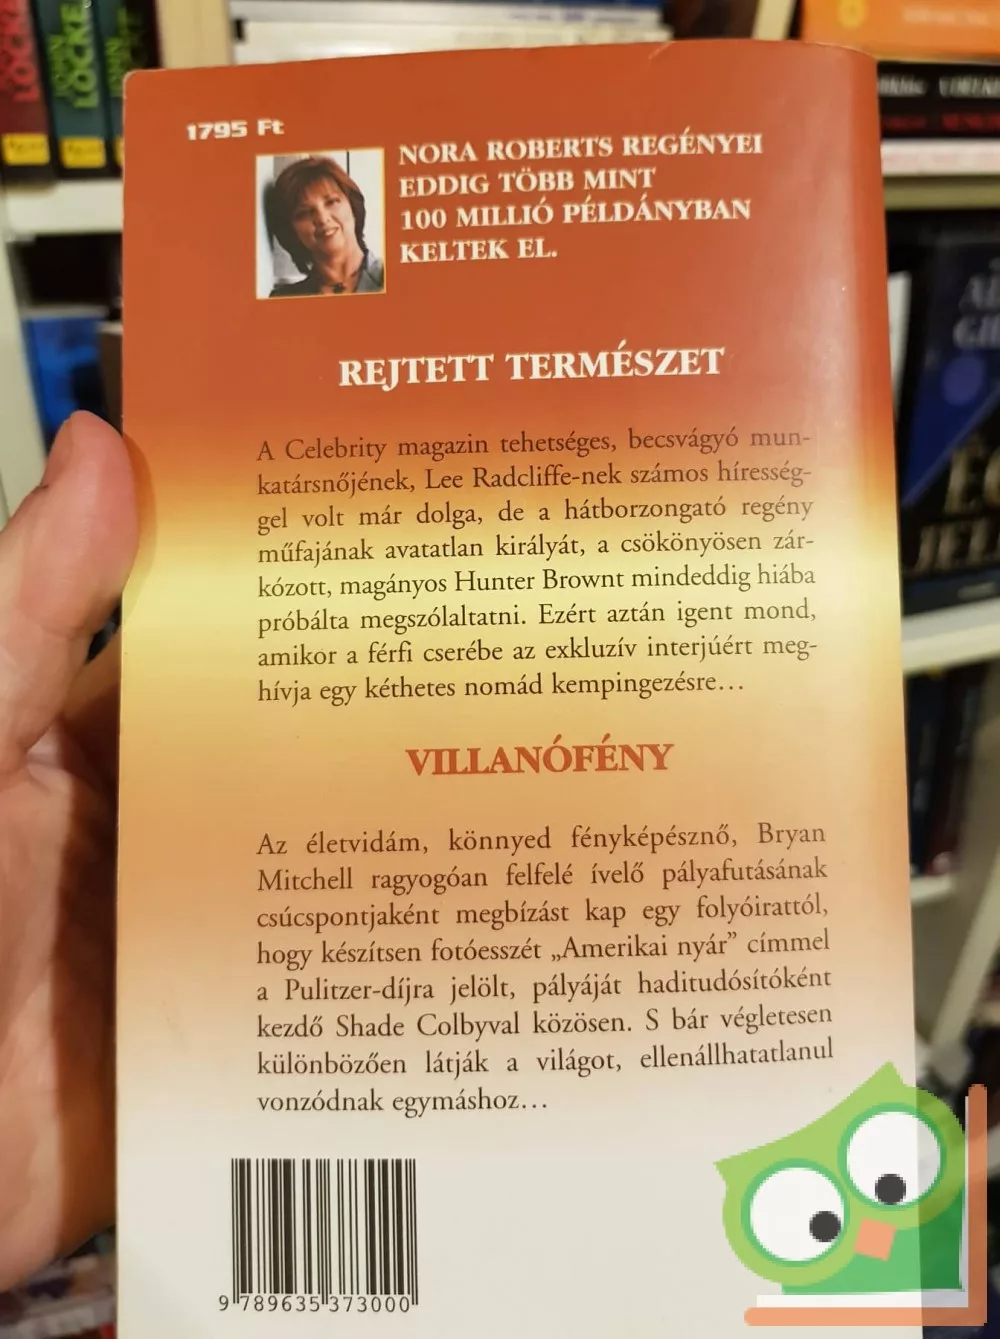 1795 Ft
NORA ROBERTS REGÉNYEI
EDDIG TÖBB MINT
100 MILLIÓ PÉLDÁNYBAN
KELTEK EL.
REJTETT TERMÉSZET
A Celebrity magazin tehetséges, becsvágyó mun-
katársnőjének, Lee Radcliffe-nek számos híresség-
gel volt már dolga, de a hátborzongató regény
műfajának avatatlan királyát, a csökönyösen zár-
kózott, magányos Hunter Brownt mindeddig hiába
próbálta megszólaltatni. Ezért aztán igent mond,
amikor a férfi cserébe az exkluzív interjúért meg-
hívja egy kéthetes nomád kempingezésre...
VILLANÓFÉNY
Az életvidám, könnyed fényképésznő, Bryan
Mitchell ragyogóan felfelé ívelő pályafutásának
csúcspontjaként megbízást kap egy folyóirattól,
hogy készítsen fotóesszét „Amerikai nyár” címmel
a Pulitzer-díjra jelölt, pályáját haditudósítóként
kezdő Shade Colbyval közösen. S bár végletesen
különbözően látják a világot, ellenállhatatlanul
vonzódnak egymáshoz...
9 789635 373000
LOCKE